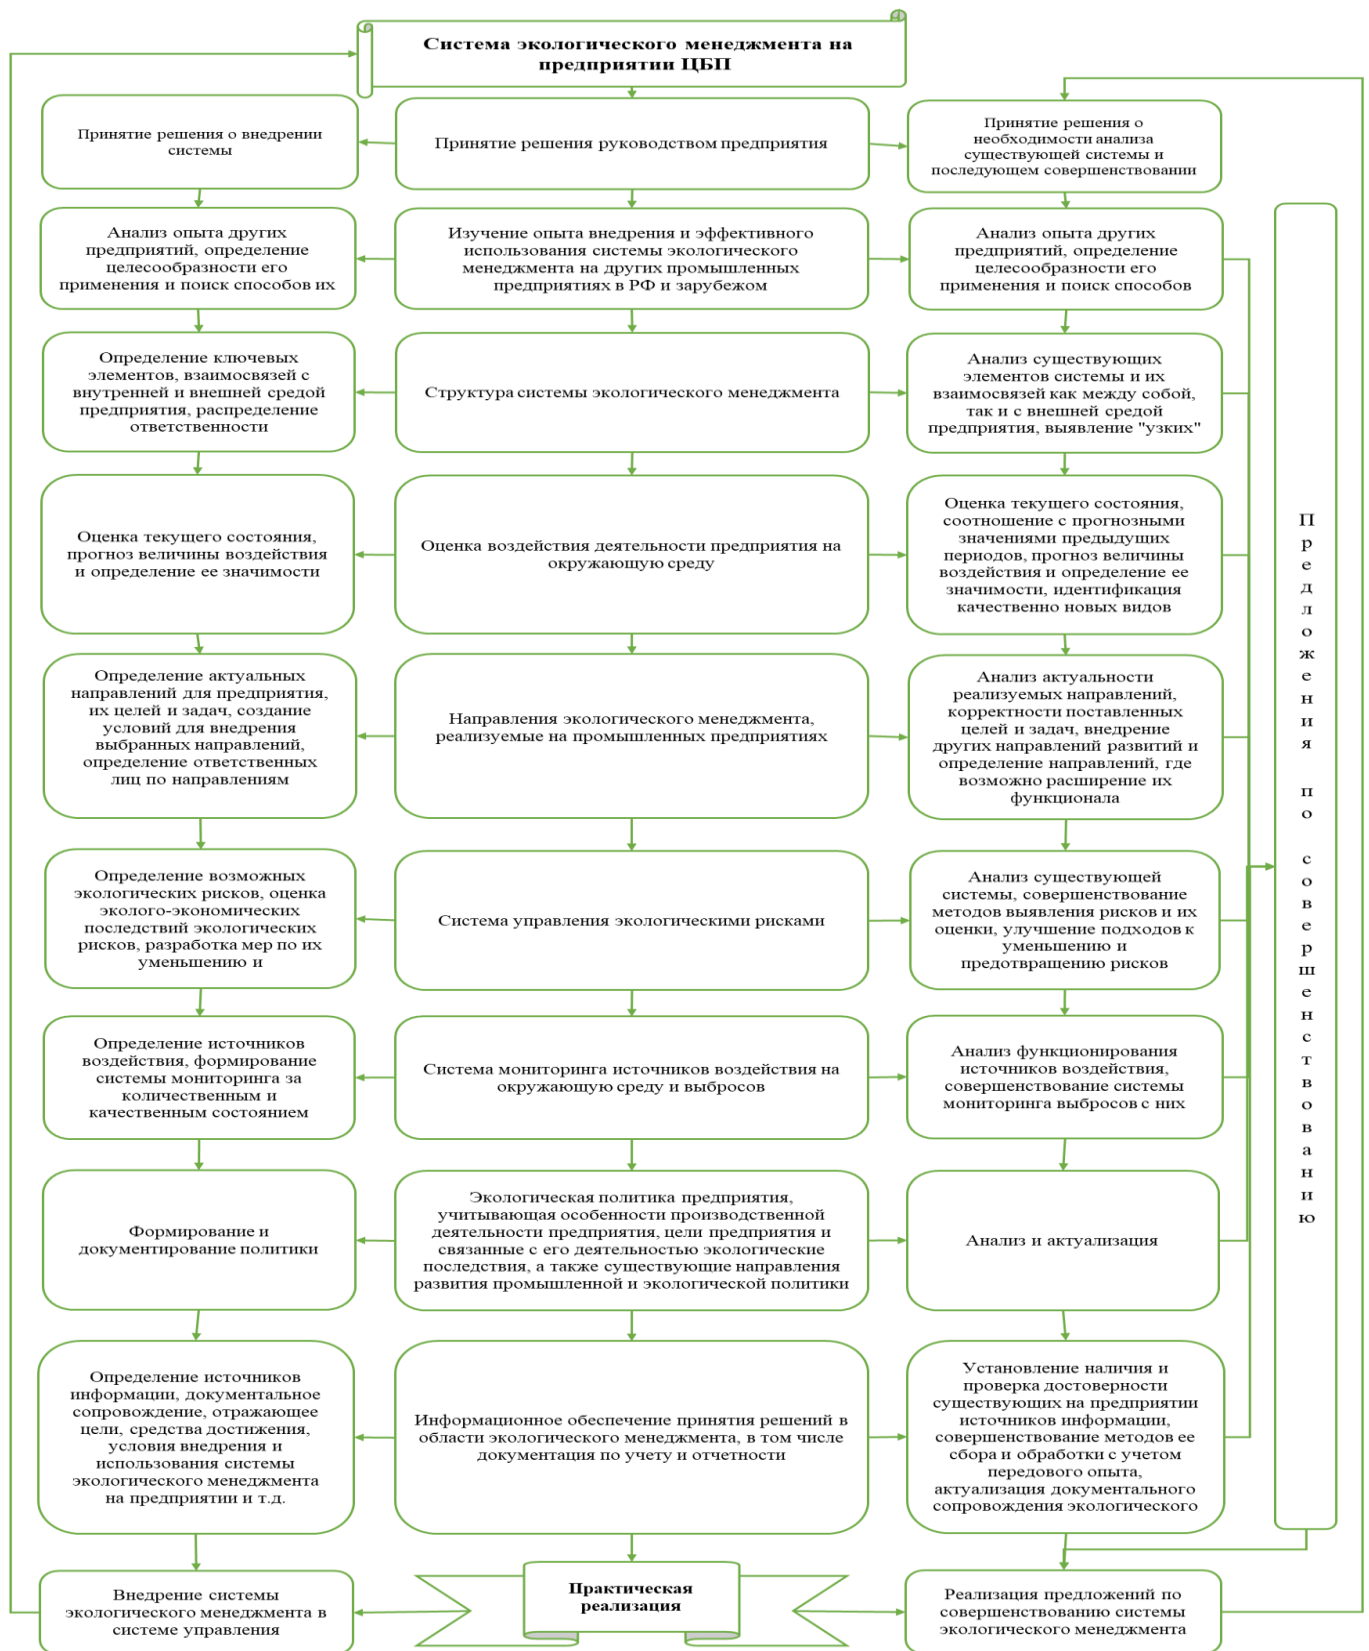 Система экологического менеджмента на
предприятии ЦБП
Принятие решения о внедрении
системы
Принятие решения руководством предприятия
Принятие решения о
необходимости анализа
существующей системы и
последующем совершенствовании
Анализ опыта других
предприятий, определение
целесообразности его
применения и поиск способов их
Изучение опыта внедрения и эффективного
использования системы экологического
менеджмента на других промышленных
предприятиях в РФ и зарубежом
Анализ опыта других
предприятий, определение
целесообразности его
применения и поиск способов
Определение ключевых
элементов, взаимосвязей с
внутренней и внешней средой
предприятия, распределение
ответственности
Структура системы экологического менеджмента
Анализ существующих
элементов системы и их
взаимосвязей как между собой,
так и с внешней средой
предприятия, выявление "узких"
Оценка текущего состояния,
прогноз величины воздействия
и определение ее значимости
Оценка воздействия деятельности предприятия на
окружающую среду
Оценка текущего состояния,
соотношение с прогнозными
значениями предыдущих
периодов, прогноз величины
воздействия и определение ее
значимости, идентификация
качественно новых видов
Определение актуальных
направлений для предприятия,
их целей и задач, создание
условий для внедрения
выбранных направлений,
определение ответственных
лиц по направлениям
Направления экологического менеджмента,
реализуемые на промышленных предприятиях
Анализ актуальности
реализуемых направлений,
корректности поставленных
целей и задач, внедрение
других направлений развитий и
определение направлений, где
возможно расширение их
функционала
Определение возможных
экологических рисков, оценка
эколого-экономических
последствий экологических
рисков, разработка мер по их
уменьшению и
Система управления экологическими рисками
Анализ существующей
системы, совершенствование
методов выявления рисков и их
оценки, улучшение подходов к
уменьшению и
предотвращению рисков
Определение источников
воздействия, формирование
системы мониторинга за
количественным и
качественным состоянием
Система мониторинга источников воздействия на
окружающую среду и выбросов
Анализ функционирования
источников воздействия,
совершенствование системы
мониторинга выбросов с них
Формирование и
документирование политики
Экологическая политика предприятия,
учитывающая особенности производственной
деятельности предприятия, цели предприятия и
связанные с его деятельностью экологические
последствия, а также существующие направления
развития промышленной и экологической политики
Анализ и актуализация
Определение источников
информации, документальное
сопровождение, отражающее
цели, средства достижения,
условия внедрения и
использования системы
экологического менеджмента
на предприятии и т.д.
Информационное обеспечение принятия решений в
области экологического менеджмента, в том числе
документация по учету и отчетности
Установление наличия и
проверка достоверности
существующих на предприятии
источников информации,
совершенствование методов ее
сбора и обработки с учетом
передового опыта,
актуализация документального
сопровождения экологического
Внедрение системы
экологического менеджмента в
системе управления
Практическая
реализация
Реализация предложений по
совершенствованию системы
экологического менеджмента
Предложения по совершенствованию